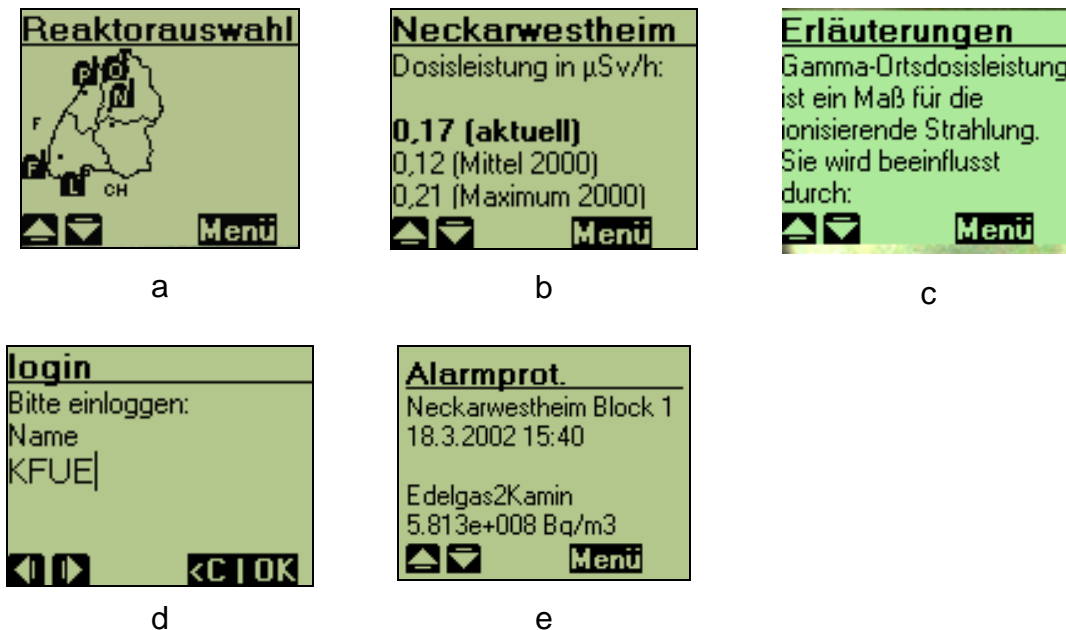 Reaktorauswahl
P O
N
F
F
L CH
Menü
a
Neckarwestheim
Dosisleistung in µSv/h:
0,17 (aktuell)
0,12 (Mittel 2000)
0,21 (Maximum 2000)
Menü
b
Erläuterungen
Gamma-Ortsdosisleistung
ist ein Maß für die
ionisierende Strahlung.
Sie wird beeinflusst
durch:
Menü
c
login
Bitte einloggen:
Name
KFUE
<C | OK
d
Alarmprot.
Neckarwestheim Block 1
18.3.2002 15:40
Edelgas2Kamin
5.813e+008 Bq/m3
Menü
e